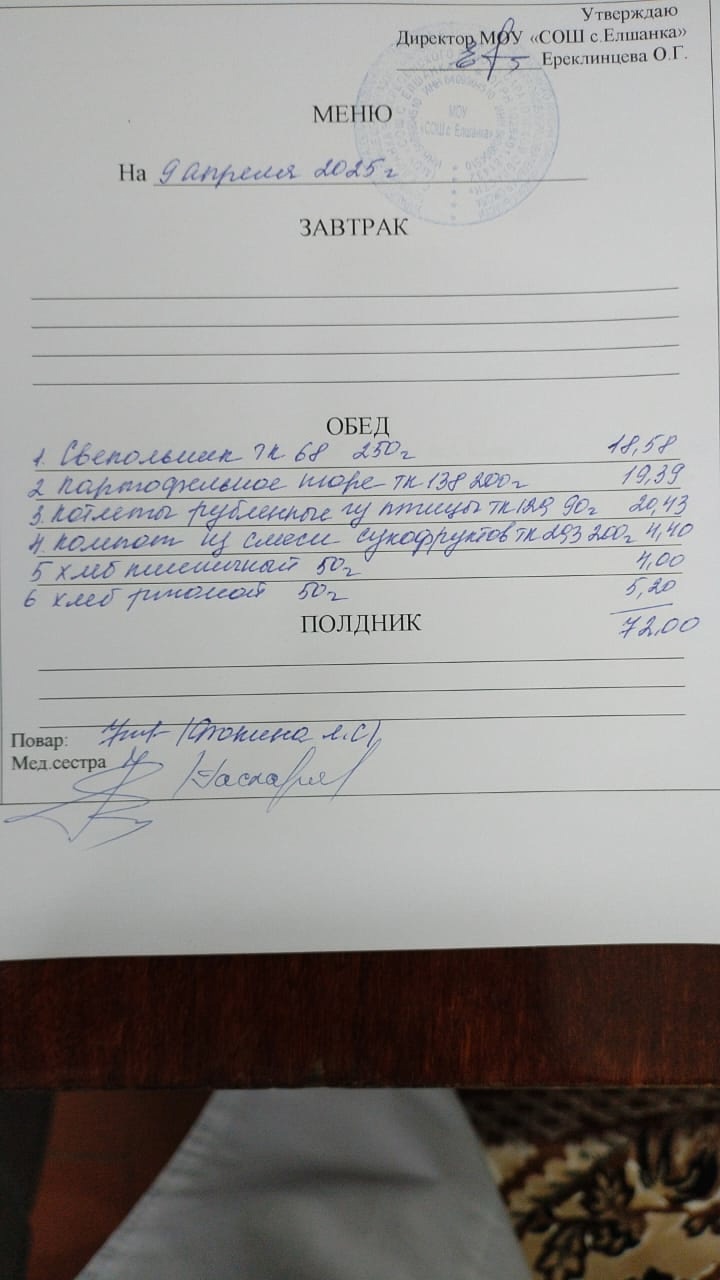 Утверждаю
Директор МОУ «СОШ с.Елшанка»
Ереклинцева О.Г.
МОУ
«СОШ с. Елшанка»
МЕНЮ
На 9 апреля 2025 г
ЗАВТРАК
ОБЕД
1. Свекольник тк 68 250г 18,58
2 картофельное пюре тк 138 200г 19,39
3. котлеты рубленные из птицы тк 129 90г 20,43
4. компот из смеси сухофруктов тк 293 200г 4,40
5 хлеб пшеничный 50г 4,00
6 хлеб ржаной 50г 5,20
72,00
ПОЛДНИК
Повар:
Мед.сестра